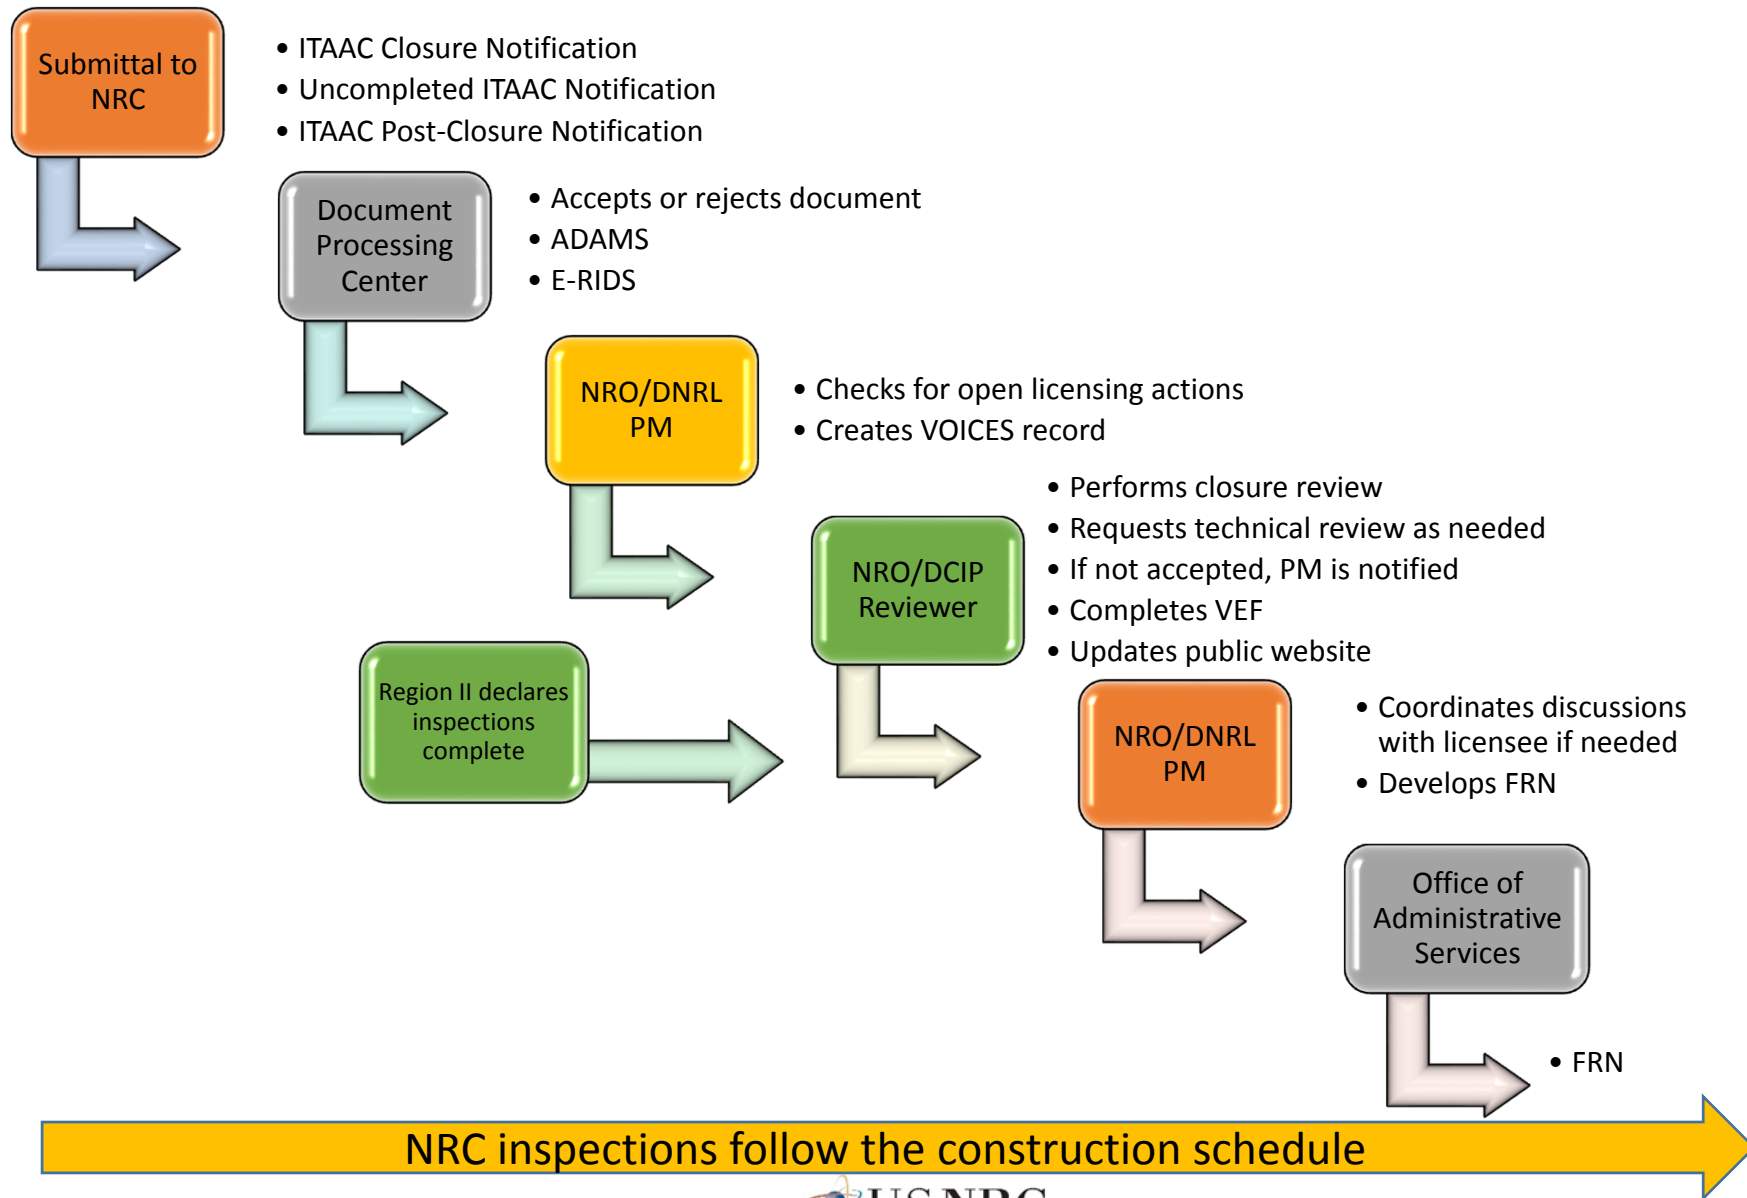 Submittal to
NRC
• ITAAC Closure Notification
• Uncompleted ITAAC Notification
• ITAAC Post-Closure Notification
Document
Processing
Center
• Accepts or rejects document
• ADAMS
• E-RIDS
NRO/DNRL
PM
• Checks for open licensing actions
• Creates VOICES record
NRO/DCIP
Reviewer
• Performs closure review
• Requests technical review as needed
• If not accepted, PM is notified
• Completes VEF
• Updates public website
Region II declares
inspections
complete
NRO/DNRL
PM
• Coordinates discussions
with licensee if needed
• Develops FRN
Office of
Administrative
Services
• FRN
NRC inspections follow the construction schedule
U.S.NRC